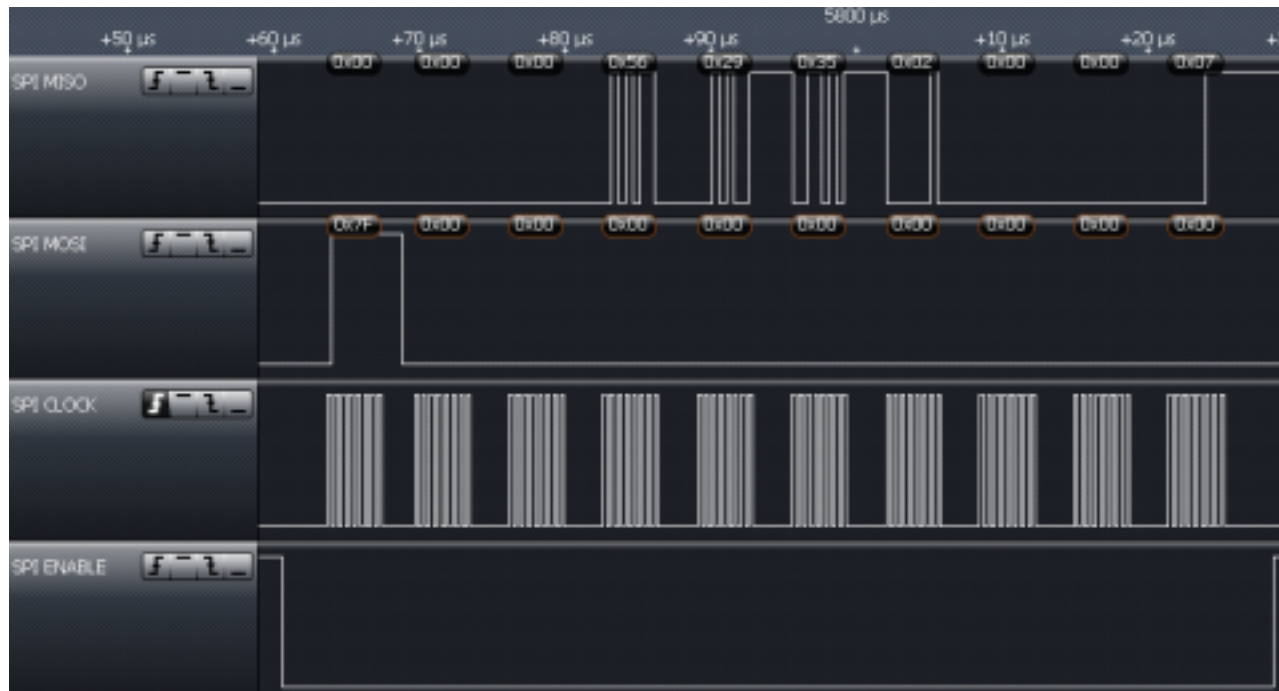 5800 µs
+50 µs +60 µs +70 µs +80 µs +90 µs +10 µs +20 µs +
0x00 0x00 0x00 0x56 0x29 0x35 0x02 0x00 0x00 0x07
SPI MISO
0x7F 0x00 0x00 0x00 0x00 0x00 0x00 0x00 0x00 0x00
SPI MOSI
SPI CLOCK
SPI ENABLE